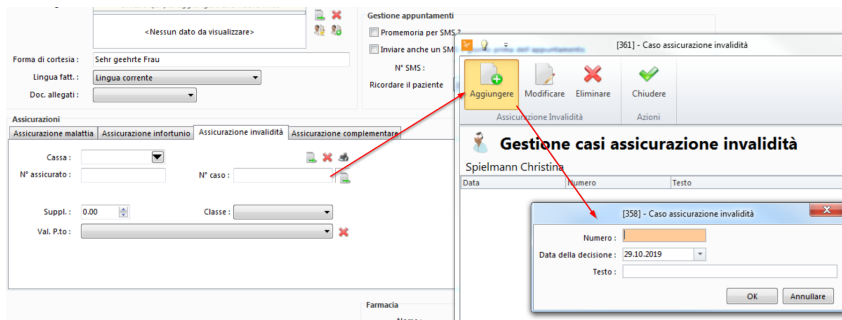 <Nessun dato da visualizzare>
Forma di cortesia : Sehr geehrte Frau
Lingua fatt. : Lingua corrente
Doc. allegati :
Gestione appuntamenti
Promemoria per SMS ?
Inviare anche un SMS
N° SMS :
Ricordare il paziente
Assicurazioni
Assicurazione malattia Assicurazione infortunio Assicurazione invalidità Assicurazione complementare
Cassa :
N° assicurato : N° caso :
Suppl. : 0.00 Classe :
Val. P.to :
Farmacia
[361] - Caso assicurazione invalidità
Aggiungere Modificare Eliminare Chiudere
Assicurazione Invalidità Azioni
Gestione casi assicurazione invalidità
Spielmann Christina
Data Numero Testo
[358] - Caso assicurazione invalidità
Numero :
Data della decisione : 29.10.2019
Testo :
OK Annullare